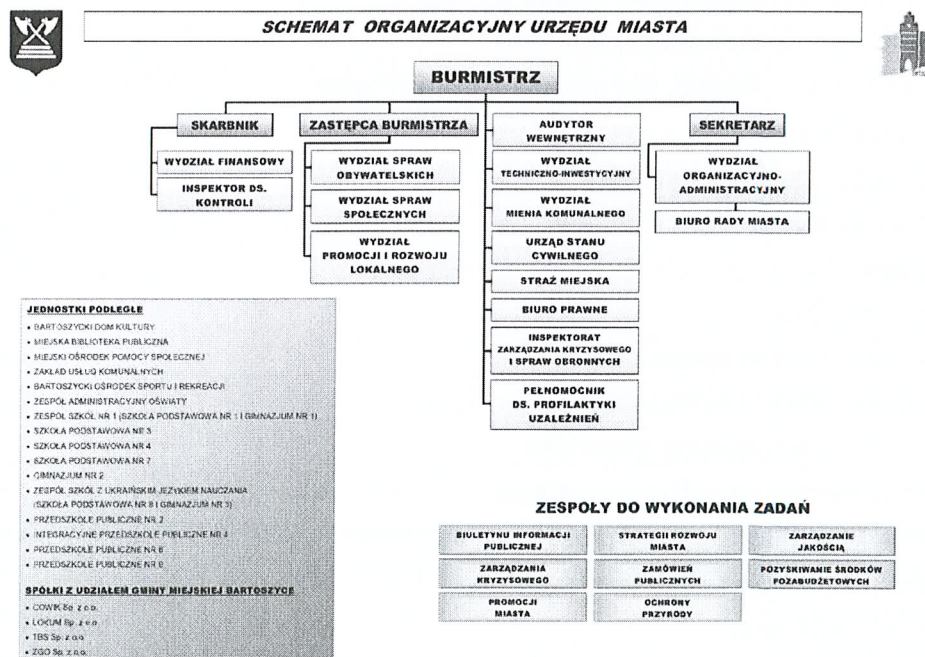 SCHEMAT ORGANIZACYJNY URZĘDU MIASTA
BURMISTRZ
SKARBNIK
WYDZIAŁ FINANSOWY
INSPEKTOR DS.
KONTROLI
ZASTĘPCA BURMISTRZA
WYDZIAŁ SPRAW
OBYWATELSKICH
WYDZIAŁ SPRAW
SPOŁECZNYCH
WYDZIAŁ
PROMOCJI I ROZWOJU
LOKALNEGO
AUDYTOR
WEWNĘTRZNY
WYDZIAŁ
TECHNICZNO-INWESTYCYJNY
WYDZIAŁ
MIENIA KOMUNALNEGO
URZĄD STANU
CYWILNEGO
STRAŻ MIEJSKA
BIURO PRAWNE
INSPEKTORAT
ZARZĄDZANIA KRYZYSOWEGO
I SPRAW OBRONNYCH
PEŁNOMOCNIK
DS. PROFILAKTYKI
UZALEŻNIEŃ
SEKRETARZ
WYDZIAŁ
ORGANIZACYJNO-
ADMINISTRACYJNY
BIURO RADY MIASTA
JEDNOSTKI PODLEGŁE
• BARTOSZYCKI DOM KULTURY
• MIEJSKA BIBLIOTEKA PUBLICZNA
• MIEJSKI OŚRODEK POMOCY SPOŁECZNEJ
• ZAKŁAD USŁUG KOMUNALNYCH
• BARTOSZYCKI OŚRODEK SPORTU I REKREACJI
• ZESPÓŁ ADMINISTRACYJNY OŚWIATY
• ZESPÓŁ SZKÓŁ NR 1 (SZKOŁA PODSTAWOWA NR 1 I GIMNAZJUM NR 1)
• SZKOŁA PODSTAWOWA NR 3
• SZKOŁA PODSTAWOWA NR 4
• SZKOŁA PODSTAWOWA NR 7
• GIMNAZJUM NR 2
• ZESPÓŁ SZKÓŁ Z UKRAIŃSKIM JĘZYKIEM NAUCZANIA
(SZKOŁA PODSTAWOWA NR 8 I GIMNAZJUM NR 3)
• PRZEDSZKOLE PUBLICZNE NR 2
• INTEGRACYJNE PRZEDSZKOLE PUBLICZNE NR 4
• PRZEDSZKOLE PUBLICZNE NR 6
• PRZEDSZKOLE PUBLICZNE NR
SPÓŁKI Z UDZIAŁEM GMINY MIEJSKIEJ BARTOSZYCE
• COWIK Sp. z o.o.
• LOKUM Sp. z o.o.
• TBS Sp. z o.o.
• ZGO Sp. z o.o.
ZESPOŁY DO WYKONANIA ZADAŃ
BIULETYNU INFORMACJI
PUBLICZNEJ
STRATEGII ROZWOJU
MIASTA
ZARZĄDZANIE
JAKOŚCIĄ
ZARZĄDZANIA
KRYZYSOWEGO
ZAMÓWIEŃ
PUBLICZNYCH
POZYSKIWANIE ŚRODKÓW
POZABUDŻETOWYCH
PROMOCJI
MIASTA
OCHRONY
PRZYRODY